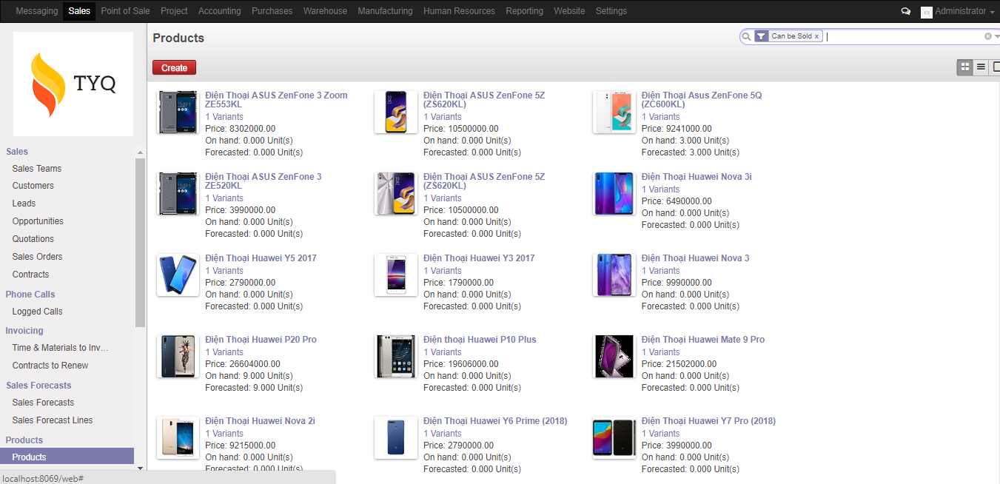 Messaging Sales Point of Sale Project Accounting Purchases Warehouse Manufacturing Human Resources Reporting Website Settings Administrator
TYQ
Sales
Sales Teams
Customers
Leads
Opportunities
Quotations
Sales Orders
Contracts
Phone Calls
Logged Calls
Invoicing
Time & Materials to Inv…
Contracts to Renew
Sales Forecasts
Sales Forecasts
Sales Forecast Lines
Products
Products
localhost:8069/web#
Products
Can be Sold x
Create
Điện Thoại ASUS ZenFone 3 Zoom
ZE553KL
1 Variants
Price: 8302000.00
On hand: 0.000 Unit(s)
Forecasted: 0.000 Unit(s)
Điện Thoại ASUS ZenFone 5Z
(ZS620KL)
1 Variants
Price: 10500000.00
On hand: 0.000 Unit(s)
Forecasted: 0.000 Unit(s)
Điện Thoại Asus ZenFone 5Q
(ZC600KL)
1 Variants
Price: 9241000.00
On hand: 3.000 Unit(s)
Forecasted: 3.000 Unit(s)
Điện Thoại ASUS ZenFone 3
ZE520KL
1 Variants
Price: 3990000.00
On hand: 0.000 Unit(s)
Forecasted: 0.000 Unit(s)
Điện Thoại ASUS ZenFone 5Z
(ZS620KL)
1 Variants
Price: 10500000.00
On hand: 0.000 Unit(s)
Forecasted: 0.000 Unit(s)
Điện Thoại Huawei Nova 3i
1 Variants
Price: 6490000.00
On hand: 0.000 Unit(s)
Forecasted: 0.000 Unit(s)
Điện Thoại Huawei Y5 2017
1 Variants
Price: 2790000.00
On hand: 0.000 Unit(s)
Forecasted: 0.000 Unit(s)
Điện Thoại Huawei Y3 2017
1 Variants
Price: 1790000.00
On hand: 0.000 Unit(s)
Forecasted: 0.000 Unit(s)
Điện Thoại Huawei Nova 3
1 Variants
Price: 9990000.00
On hand: 0.000 Unit(s)
Forecasted: 0.000 Unit(s)
Điện Thoại Huawei P20 Pro
1 Variants
Price: 26604000.00
On hand: 9.000 Unit(s)
Forecasted: 9.000 Unit(s)
Điện thoại Huawei P10 Plus
1 Variants
Price: 19606000.00
On hand: 0.000 Unit(s)
Forecasted: 0.000 Unit(s)
Điện Thoại Huawei Mate 9 Pro
1 Variants
Price: 21502000.00
On hand: 0.000 Unit(s)
Forecasted: 0.000 Unit(s)
Điện Thoại Huawei Nova 2i
1 Variants
Price: 9215000.00
On hand: 0.000 Unit(s)
Forecasted: 0.000 Unit(s)
Điện Thoại Huawei Y6 Prime (2018)
1 Variants
Price: 2790000.00
On hand: 0.000 Unit(s)
Forecasted: 0.000 Unit(s)
Điện Thoại Huawei Y7 Pro (2018)
1 Variants
Price: 3990000.00
On hand: 0.000 Unit(s)
Forecasted: 0.000 Unit(s)